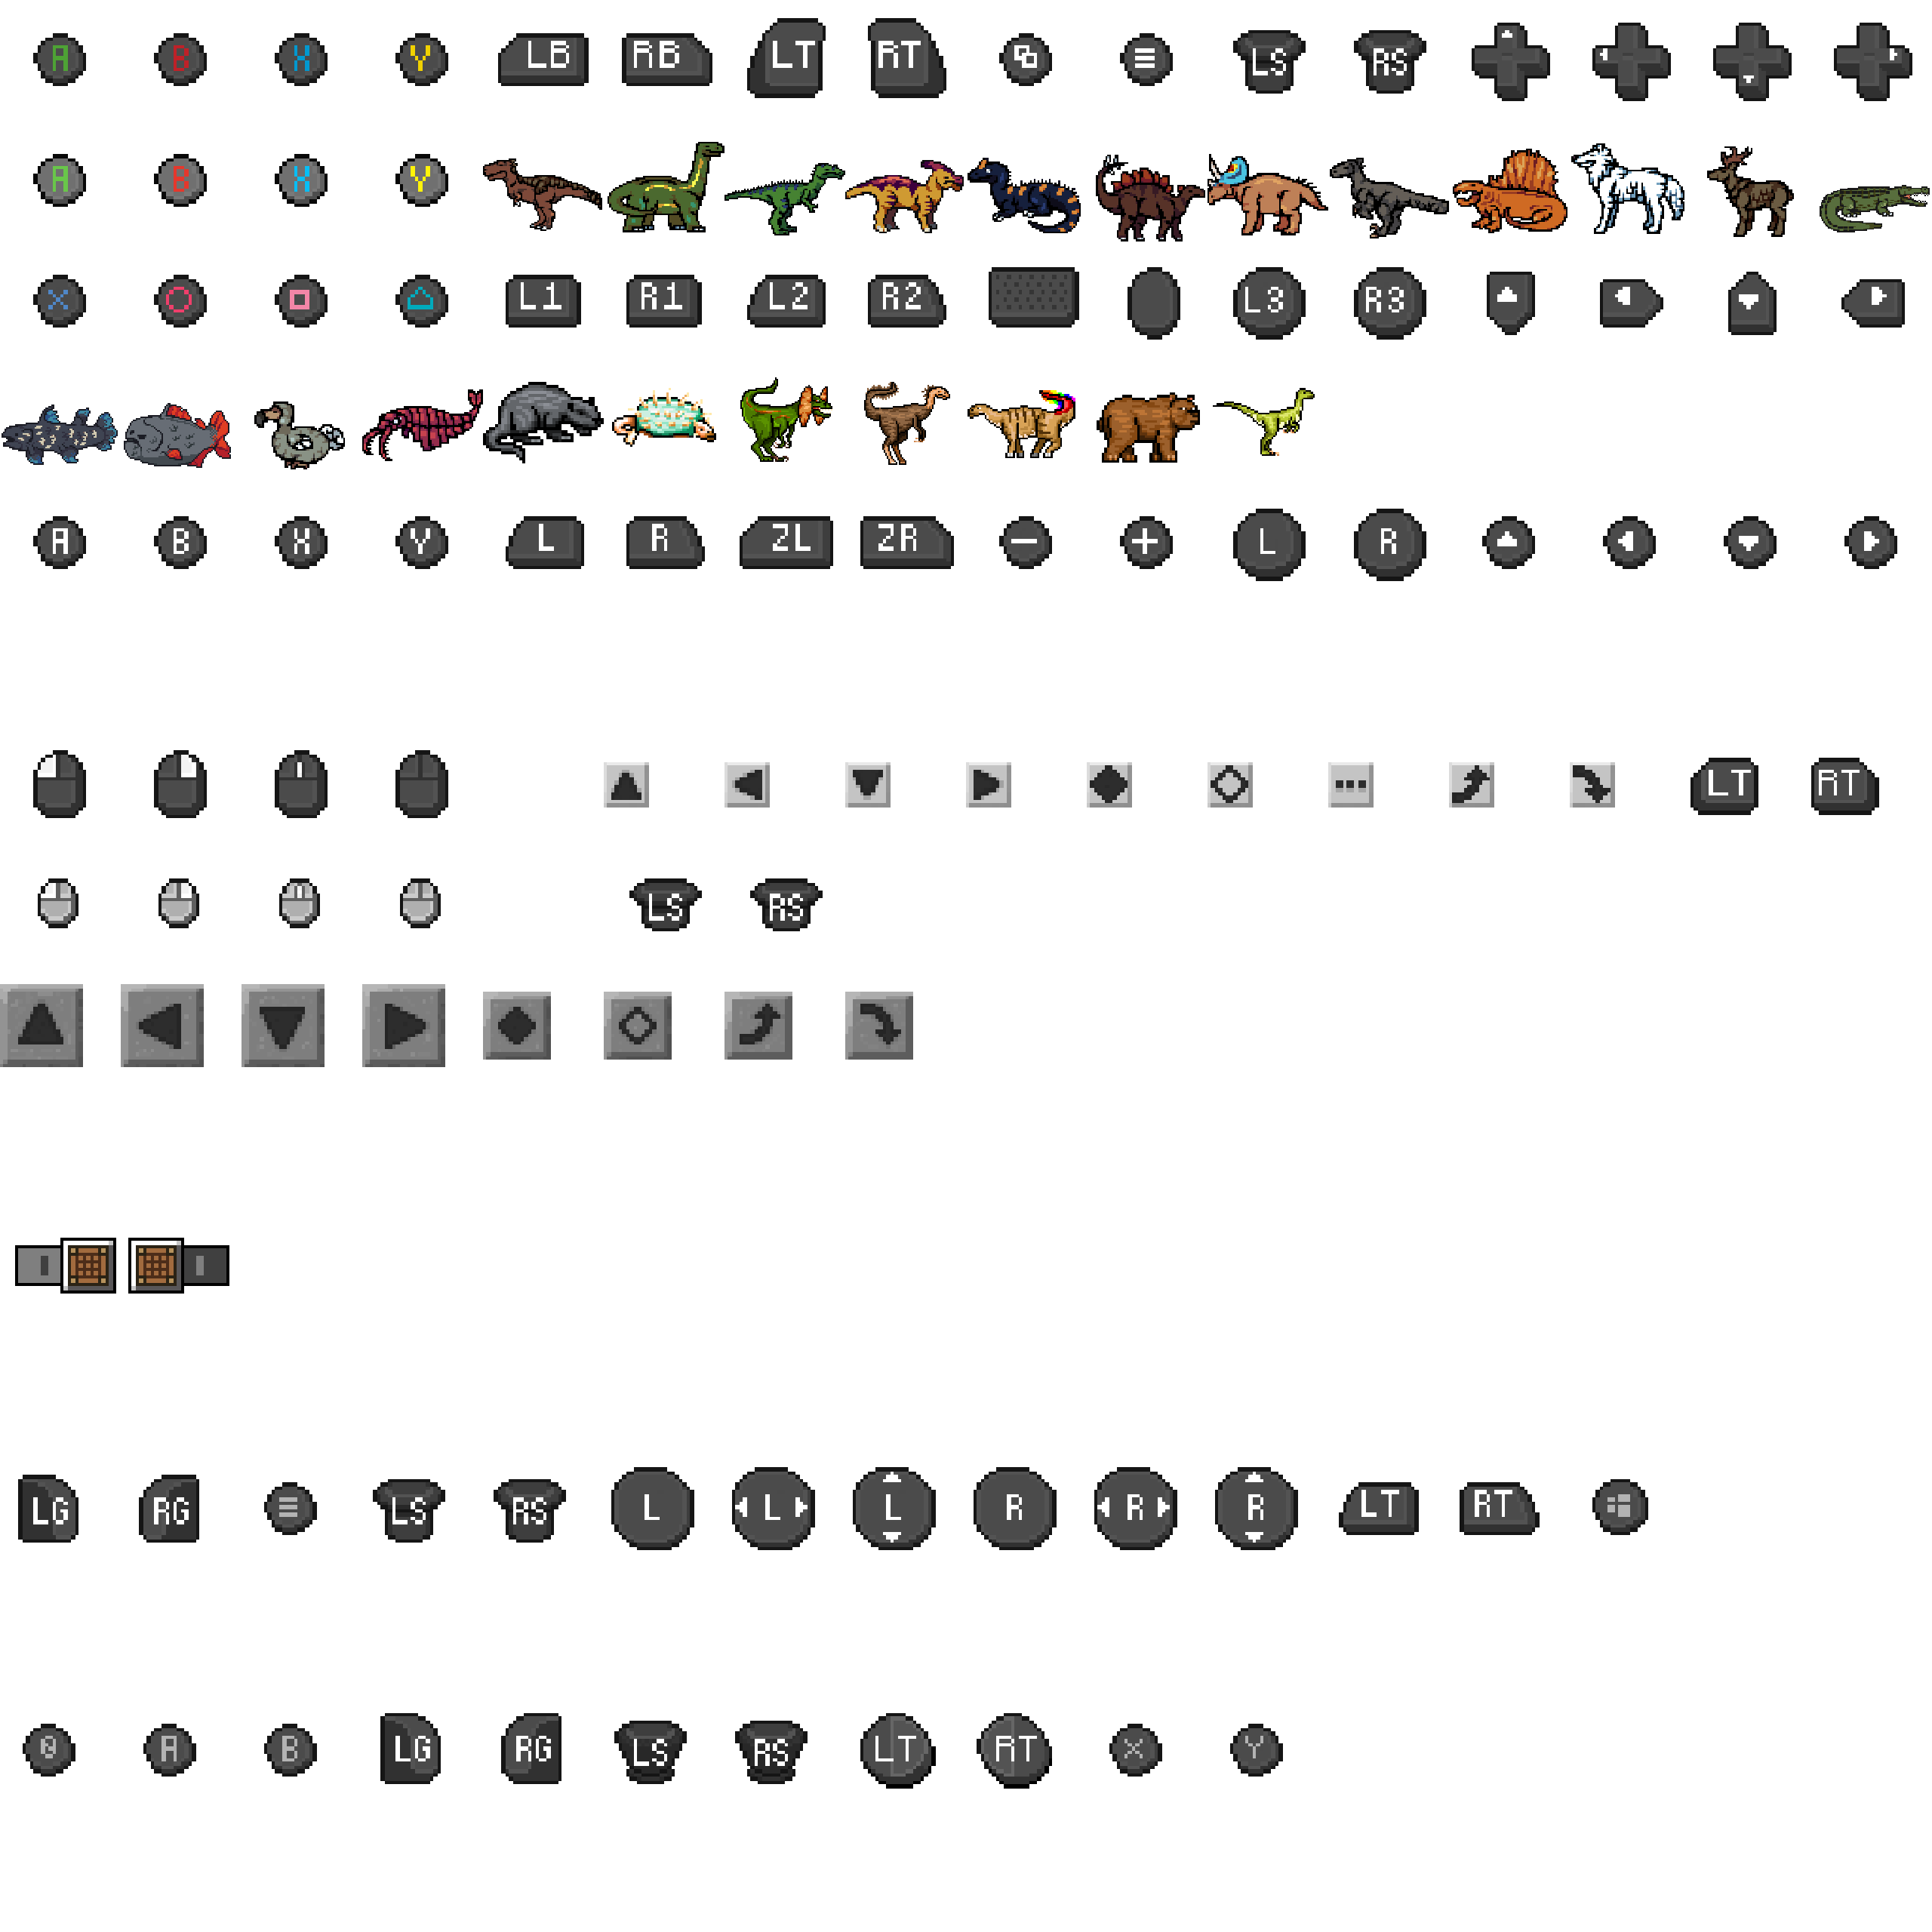 A B X Y LB RB LT RT LS RS
A B X Y
L1 R1 L2 R2 L3 R3
A B X Y L R ZL ZR L R
LT RT
LS RS
LG RG LS RS L L L R R R LT RT
A B LG RG LS RS LT RT X Y